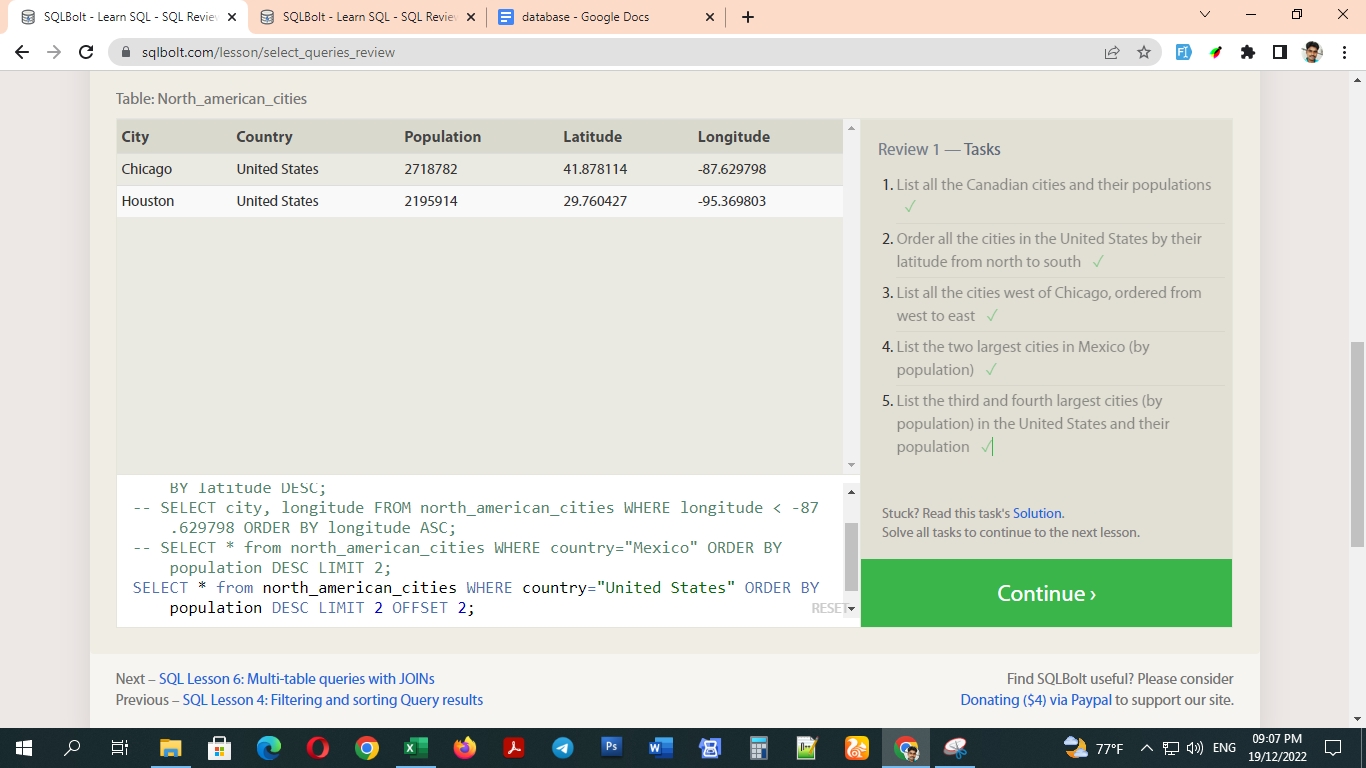 SQLBolt - Learn SQL - SQL Review
SQLBolt - Learn SQL - SQL Review
database - Google Docs
sqlbolt.com/lesson/select_queries_review
Table: North_american_cities
City Country Population Latitude Longitude
Chicago United States 2718782 41.878114 -87.629798
Houston United States 2195914 29.760427 -95.369803
Review 1 — Tasks
1. List all the Canadian cities and their populations
✓
2. Order all the cities in the United States by their
latitude from north to south ✓
3. List all the cities west of Chicago, ordered from
west to east ✓
4. List the two largest cities in Mexico (by
population) ✓
5. List the third and fourth largest cities (by
population) in the United States and their
population ✓
Stuck? Read this task's Solution.
Solve all tasks to continue to the next lesson.
Continue ›
BY latitude DESC;
-- SELECT city, longitude FROM north_american_cities WHERE longitude < -87
.629798 ORDER BY longitude ASC;
-- SELECT * from north_american_cities WHERE country="Mexico" ORDER BY
population DESC LIMIT 2;
SELECT * from north_american_cities WHERE country="United States" ORDER BY
population DESC LIMIT 2 OFFSET 2;
RESET
Next – SQL Lesson 6: Multi-table queries with JOINs
Previous – SQL Lesson 4: Filtering and sorting Query results
Find SQLBolt useful? Please consider
Donating ($4) via Paypal to support our site.
77°F
ENG
09:07 PM
19/12/2022